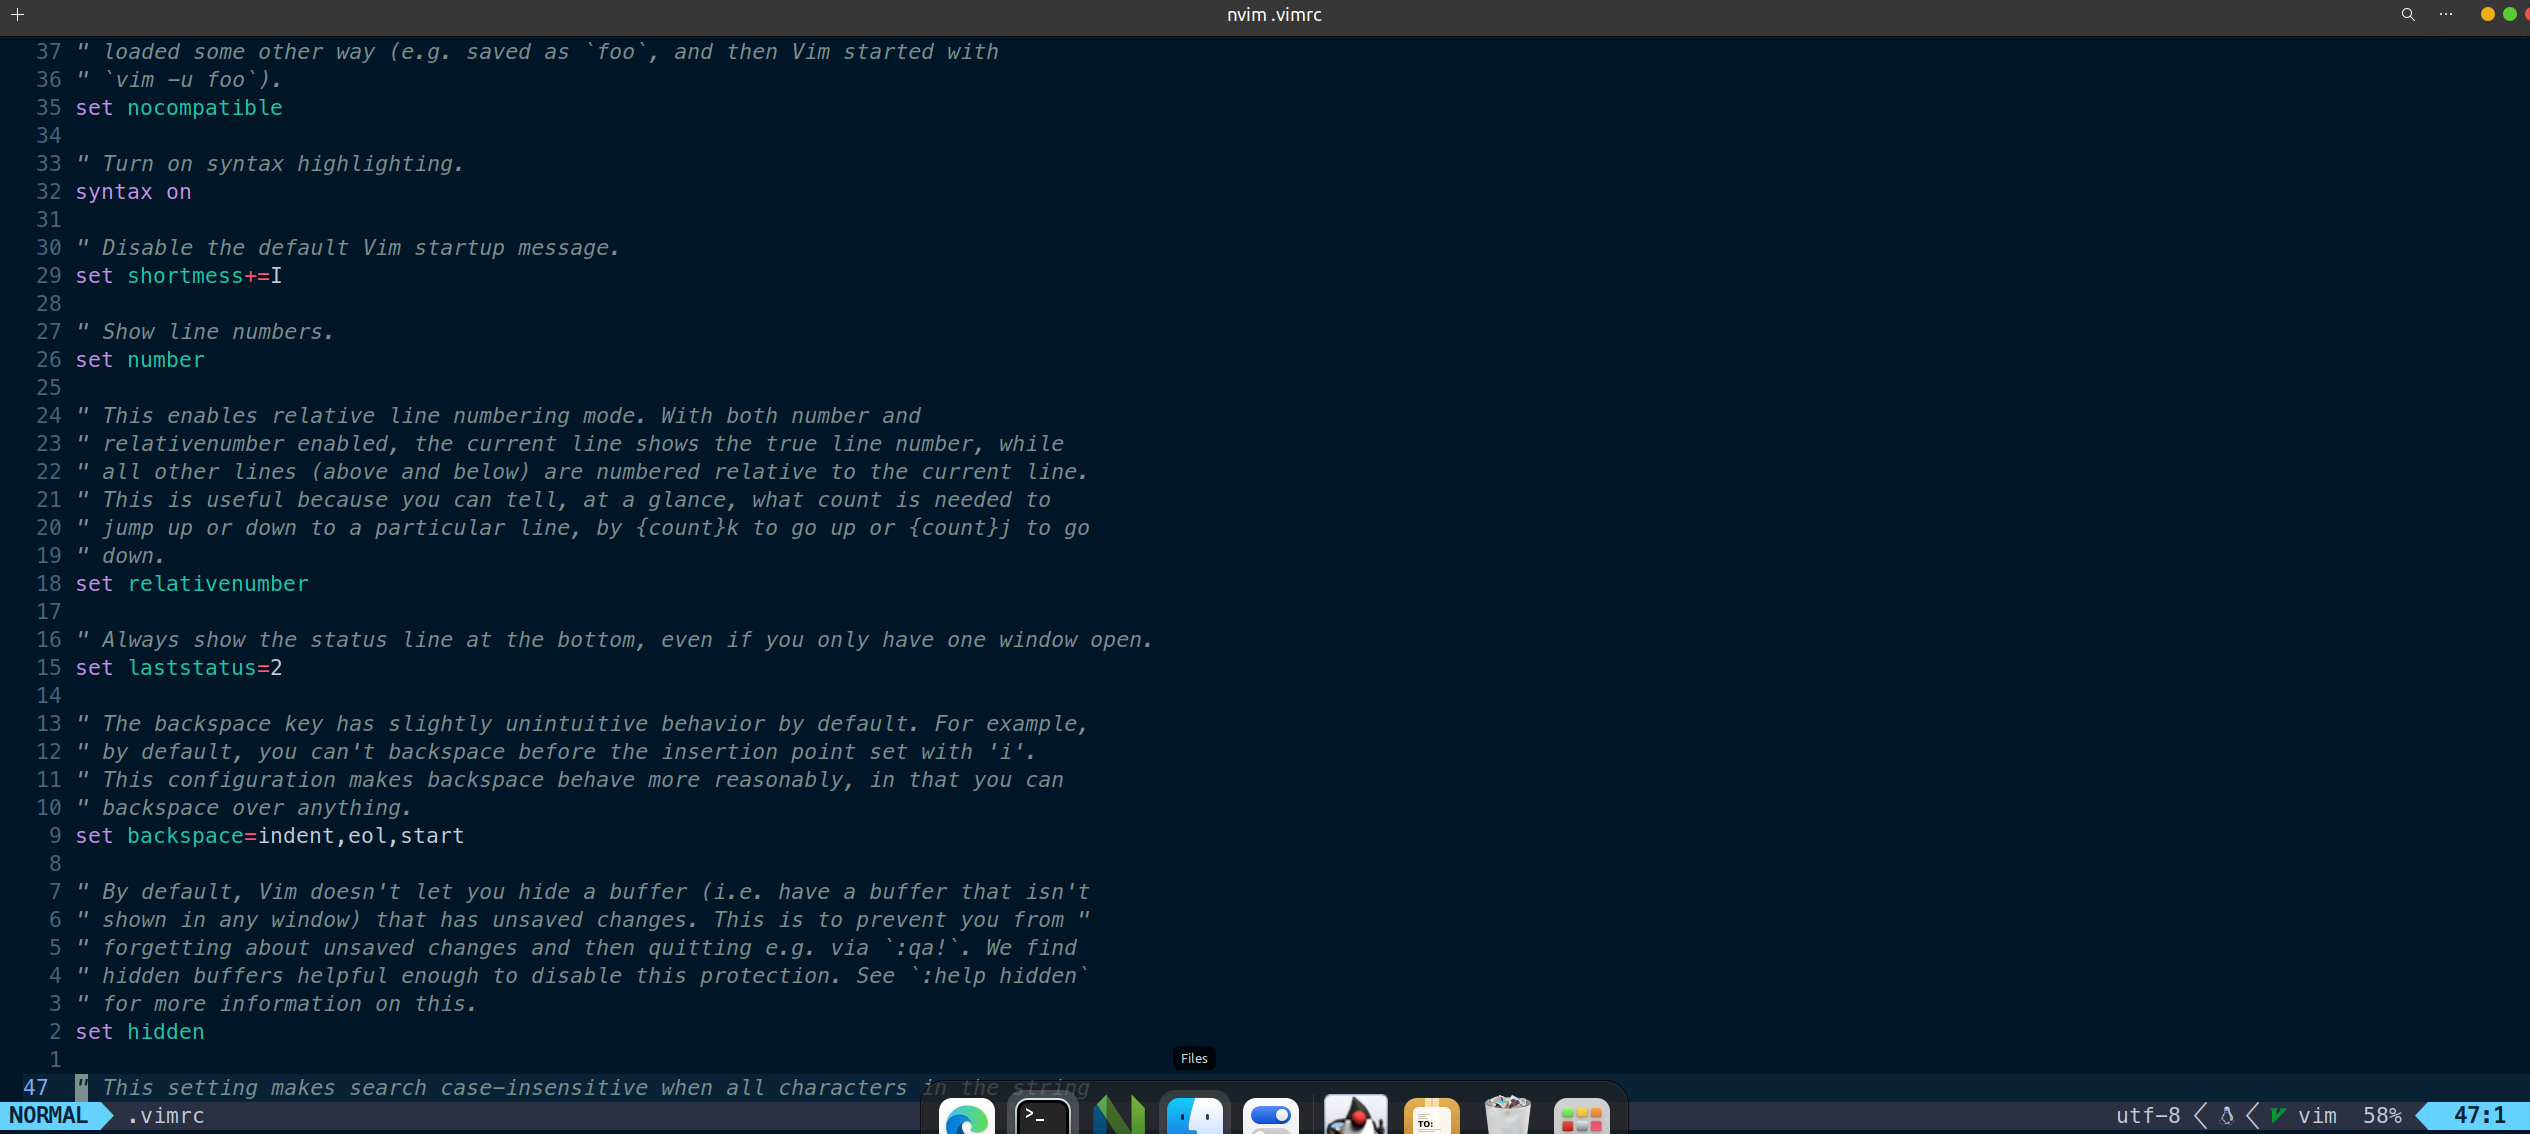 nvim .vimrc
37 " loaded some other way (e.g. saved as `foo`, and then Vim started with
36 " `vim -u foo`).
35 set nocompatible
34
33 " Turn on syntax highlighting.
32 syntax on
31
30 " Disable the default Vim startup message.
29 set shortmess+=I
28
27 " Show line numbers.
26 set number
25
24 " This enables relative line numbering mode. With both number and
23 " relativenumber enabled, the current line shows the true line number, while
22 " all other lines (above and below) are numbered relative to the current line.
21 " This is useful because you can tell, at a glance, what count is needed to
20 " jump up or down to a particular line, by {count}k to go up or {count}j to go
19 " down.
18 set relativenumber
17
16 " Always show the status line at the bottom, even if you only have one window open.
15 set laststatus=2
14
13 " The backspace key has slightly unintuitive behavior by default. For example,
12 " by default, you can't backspace before the insertion point set with 'i'.
11 " This configuration makes backspace behave more reasonably, in that you can
10 " backspace over anything.
9 set backspace=indent,eol,start
8
7 " By default, Vim doesn't let you hide a buffer (i.e. have a buffer that isn't
6 " shown in any window) that has unsaved changes. This is to prevent you from "
5 " forgetting about unsaved changes and then quitting e.g. via `:qa!`. We find
4 " hidden buffers helpful enough to disable this protection. See `:help hidden`
3 " for more information on this.
2 set hidden
1
Files
47 " This setting makes search case-insensitive when all characters in the string
>_
TO:
NORMAL .vimrc utf-8 vim 58% 47:1